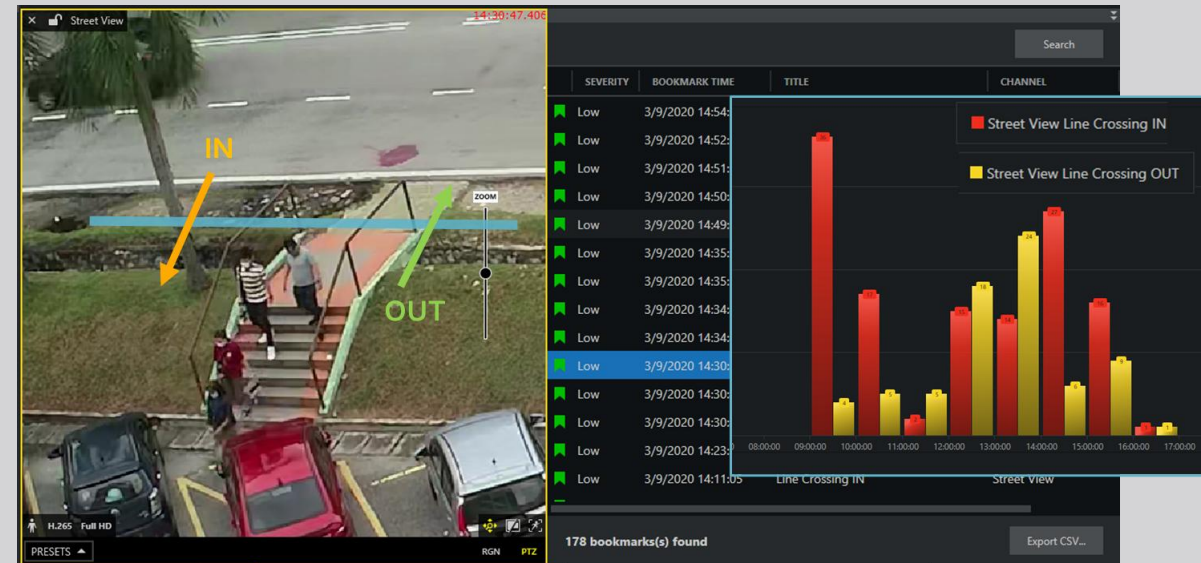 Street View
14:30:47.406
IN
OUT
ZOOM
H.265 Full HD
PRESETS
RGN PTZ
Search
SEVERITY BOOKMARK TIME TITLE CHANNEL
Low 3/9/2020 14:54:
Low 3/9/2020 14:52:
Low 3/9/2020 14:51:
Low 3/9/2020 14:50:
Low 3/9/2020 14:49:
Low 3/9/2020 14:35:
Low 3/9/2020 14:35:
Low 3/9/2020 14:34:
Low 3/9/2020 14:34:
Low 3/9/2020 14:30:
Low 3/9/2020 14:30:
Low 3/9/2020 14:30:
Low 3/9/2020 14:23:
Low 3/9/2020 14:11:05 Line Crossing IN Street View
178 bookmarks(s) found
Export CSV...
Street View Line Crossing IN
Street View Line Crossing OUT
4 5 5 18 24 27 6 9 1
08:00:00 09:00:00 10:00:00 11:00:00 12:00:00 13:00:00 14:00:00 15:00:00 16:00:00 17:00:00